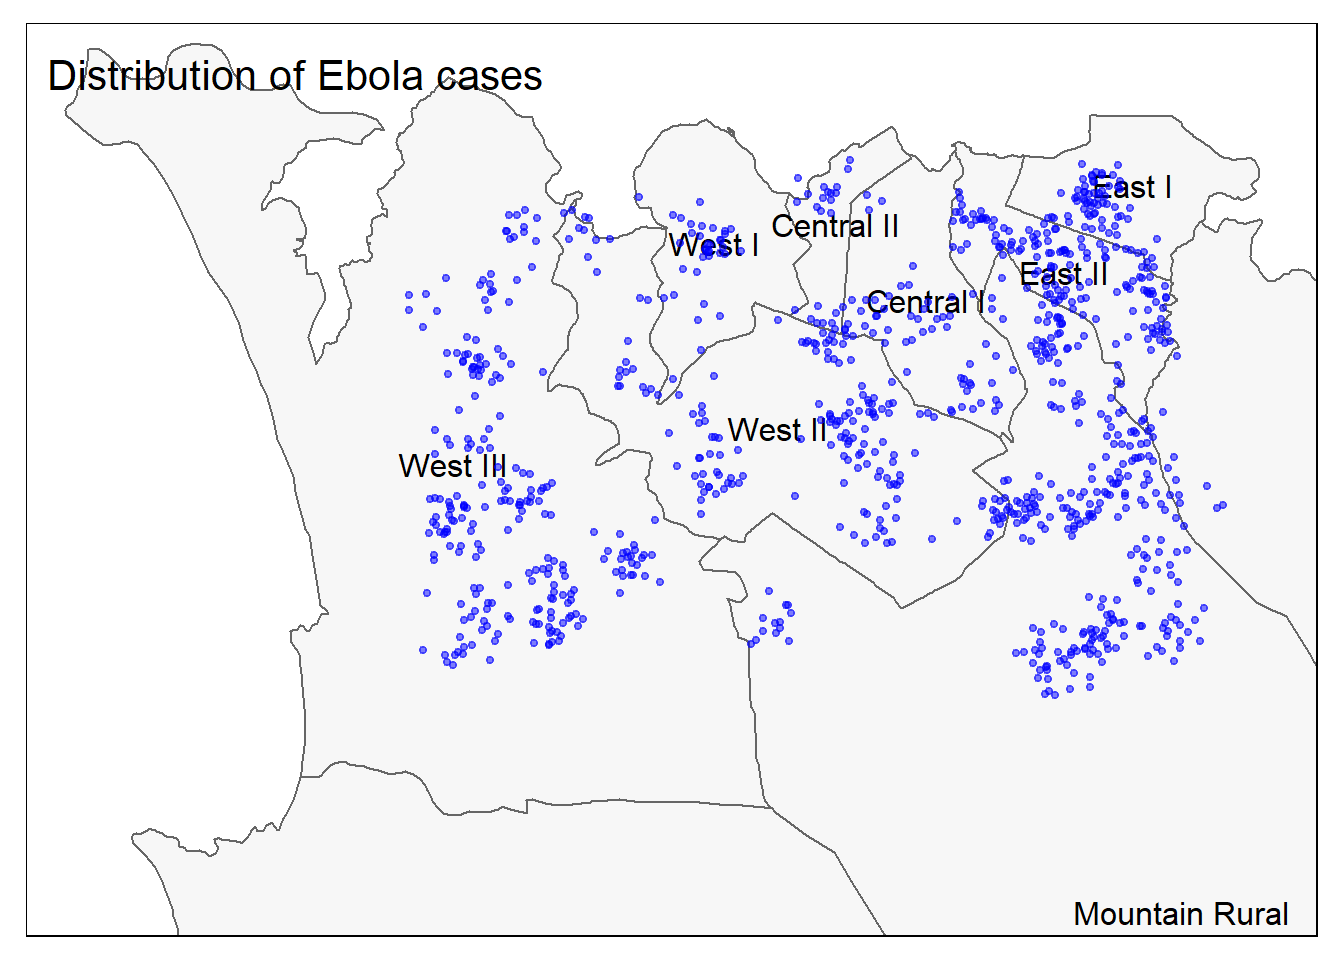 Distribution of Ebola cases
East I
Central II
West I
East II
Central I
West II
West III
Mountain Rural